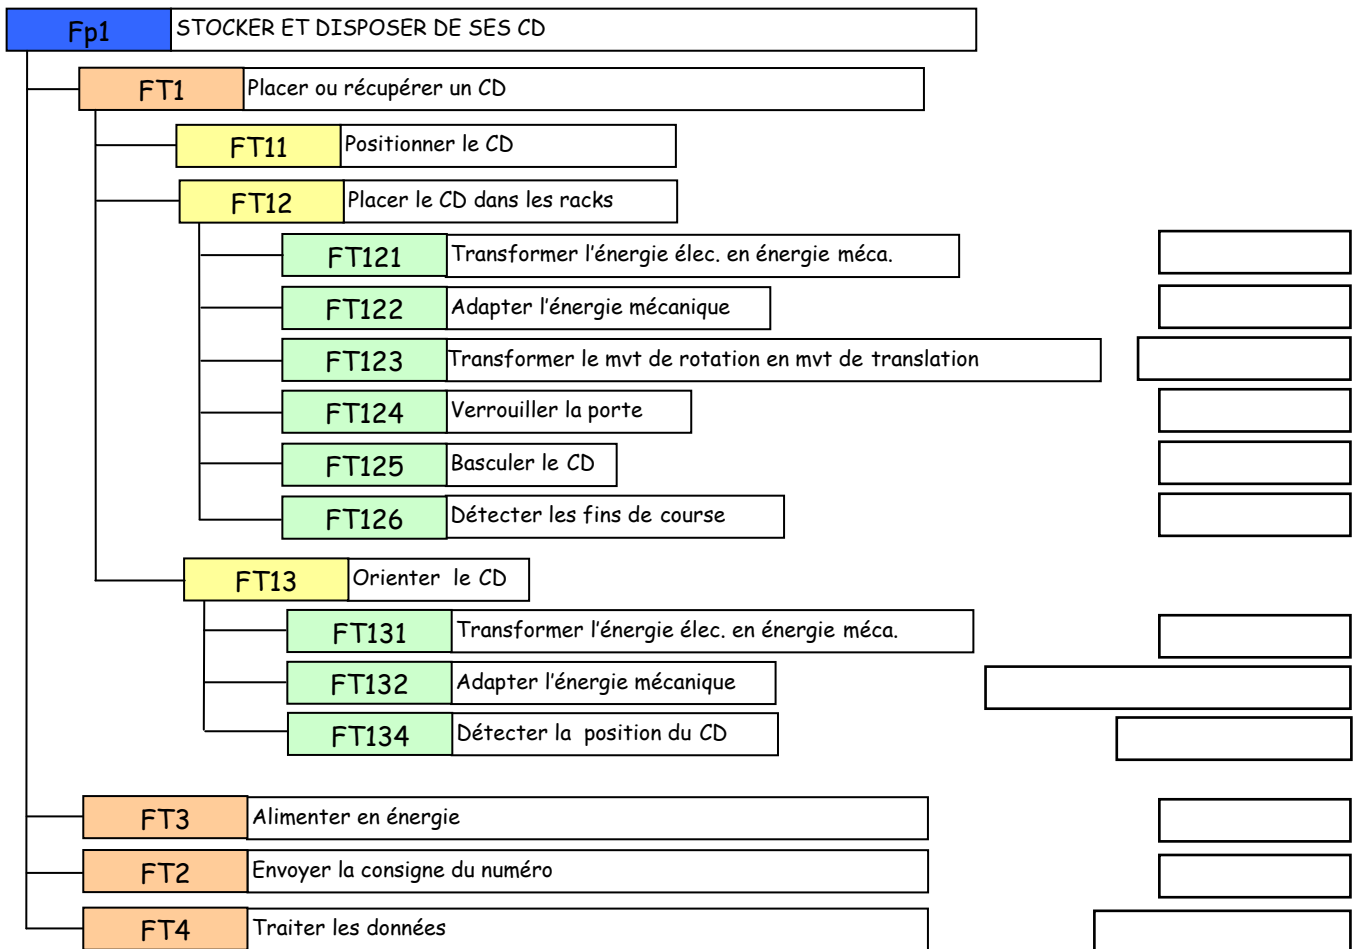 Fp1 STOCKER ET DISPOSER DE SES CD
FT1 Placer ou récupérer un CD
FT11 Positionner le CD
FT12 Placer le CD dans les racks
FT121 Transformer l'énergie élec. en énergie méca.
FT122 Adapter l'énergie mécanique
FT123 Transformer le mvt de rotation en mvt de translation
FT124 Verrouiller la porte
FT125 Basculer le CD
FT126 Détecter les fins de course
FT13 Orienter le CD
FT131 Transformer l'énergie élec. en énergie méca.
FT132 Adapter l'énergie mécanique
FT134 Détecter la position du CD
FT3 Alimenter en énergie
FT2 Envoyer la consigne du numéro
FT4 Traiter les données